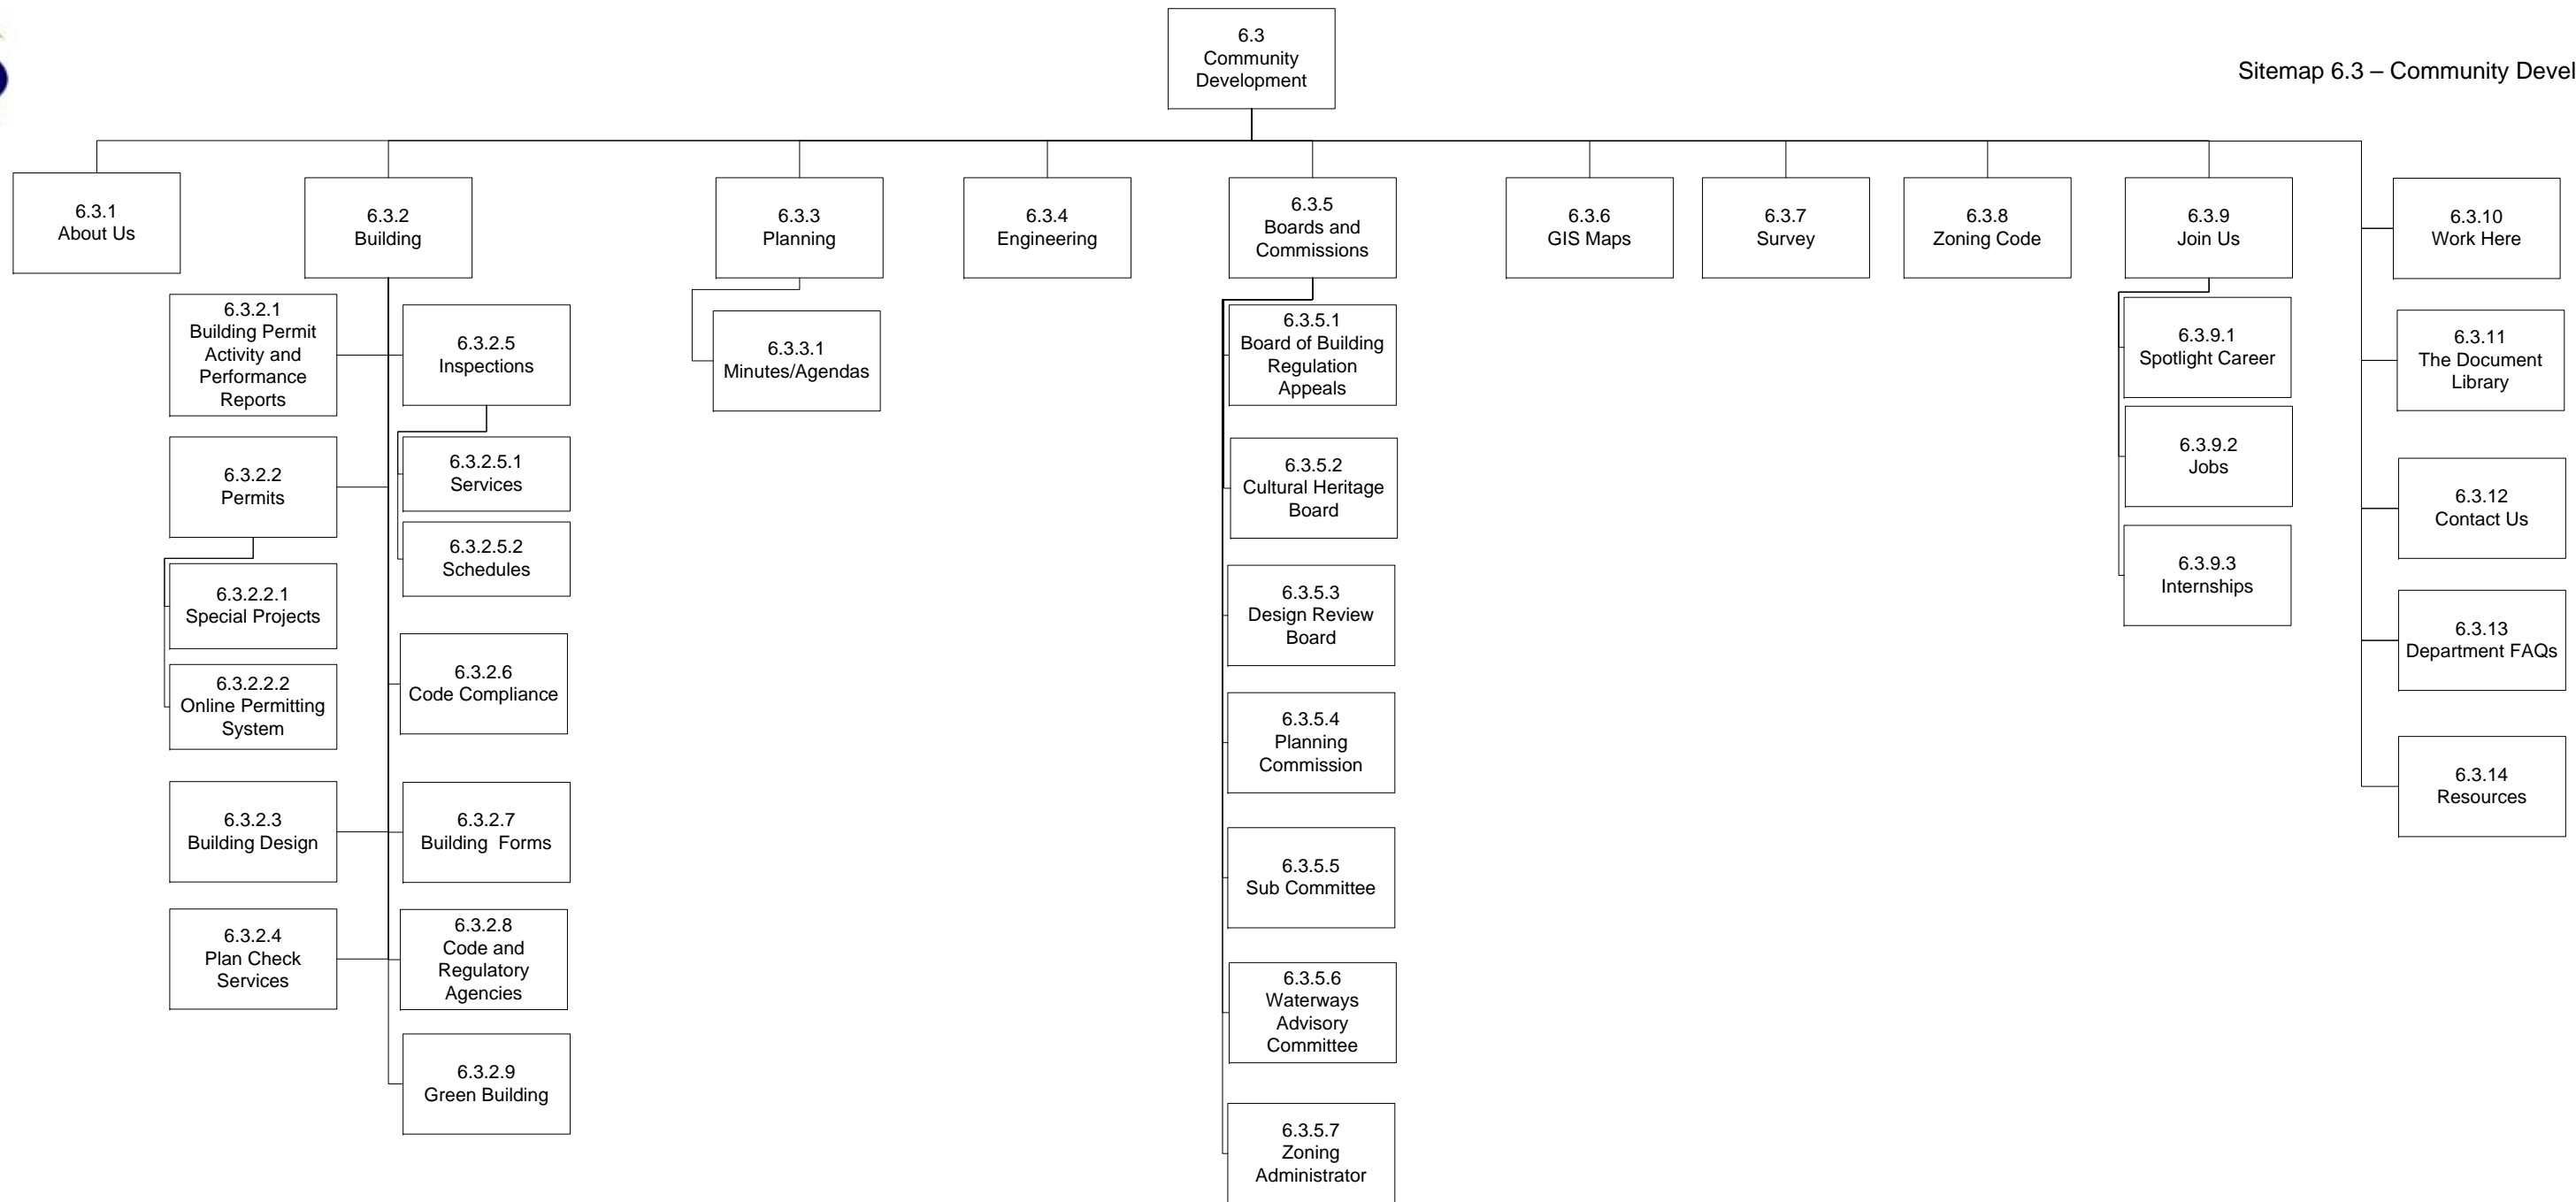 6.3
Community
Development
Sitemap 6.3 – Community Devel
6.3.1
About Us
6.3.2
Building
6.3.3
Planning
6.3.4
Engineering
6.3.5
Boards and
Commissions
6.3.6
GIS Maps
6.3.7
Survey
6.3.8
Zoning Code
6.3.9
Join Us
6.3.10
Work Here
6.3.2.1
Building Permit
Activity and
Performance
Reports
6.3.2.2
Permits
6.3.2.2.1
Special Projects
6.3.2.2.2
Online Permitting
System
6.3.2.3
Building Design
6.3.2.4
Plan Check
Services
6.3.2.5
Inspections
6.3.2.5.1
Services
6.3.2.5.2
Schedules
6.3.2.6
Code Compliance
6.3.2.7
Building  Forms
6.3.2.8
Code and
Regulatory
Agencies
6.3.2.9
Green Building
6.3.3.1
Minutes/Agendas
6.3.5.1
Board of Building
Regulation
Appeals
6.3.5.2
Cultural Heritage
Board
6.3.5.3
Design Review
Board
6.3.5.4
Planning
Commission
6.3.5.5
Sub Committee
6.3.5.6
Waterways
Advisory
Committee
6.3.5.7
Zoning
Administrator
6.3.9.1
Spotlight Career
6.3.9.2
Jobs
6.3.9.3
Internships
6.3.11
The Document
Library
6.3.12
Contact Us
6.3.13
Department FAQs
6.3.14
Resources